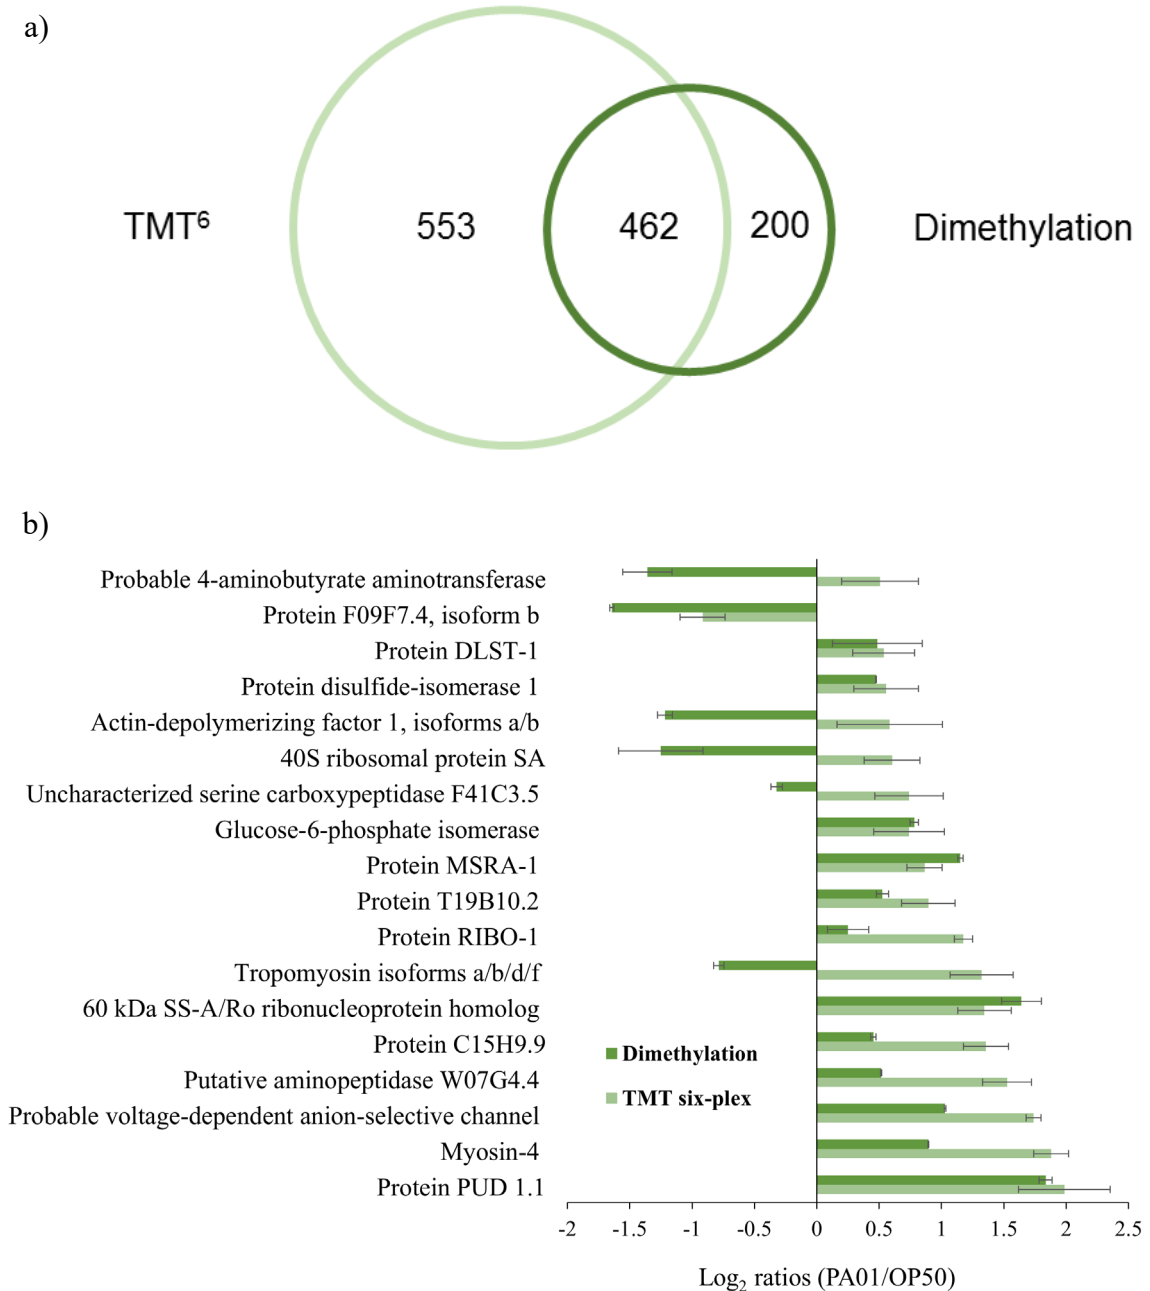 a)
TMT⁶
553
462
200
Dimethylation
b)
Probable 4-aminobutyrate aminotransferase
Protein F09F7.4, isoform b
Protein DLST-1
Protein disulfide-isomerase 1
Actin-depolymerizing factor 1, isoforms a/b
40S ribosomal protein SA
Uncharacterized serine carboxypeptidase F41C3.5
Glucose-6-phosphate isomerase
Protein MSRA-1
Protein T19B10.2
Protein RIBO-1
Tropomyosin isoforms a/b/d/f
60 kDa SS-A/Ro ribonucleoprotein homolog
Protein C15H9.9
Putative aminopeptidase W07G4.4
Probable voltage-dependent anion-selective channel
Myosin-4
Protein PUD 1.1
Dimethylation
TMT six-plex
-2 -1.5 -1 -0.5 0 0.5 1 1.5 2 2.5
Log₂ ratios (PA01/OP50)